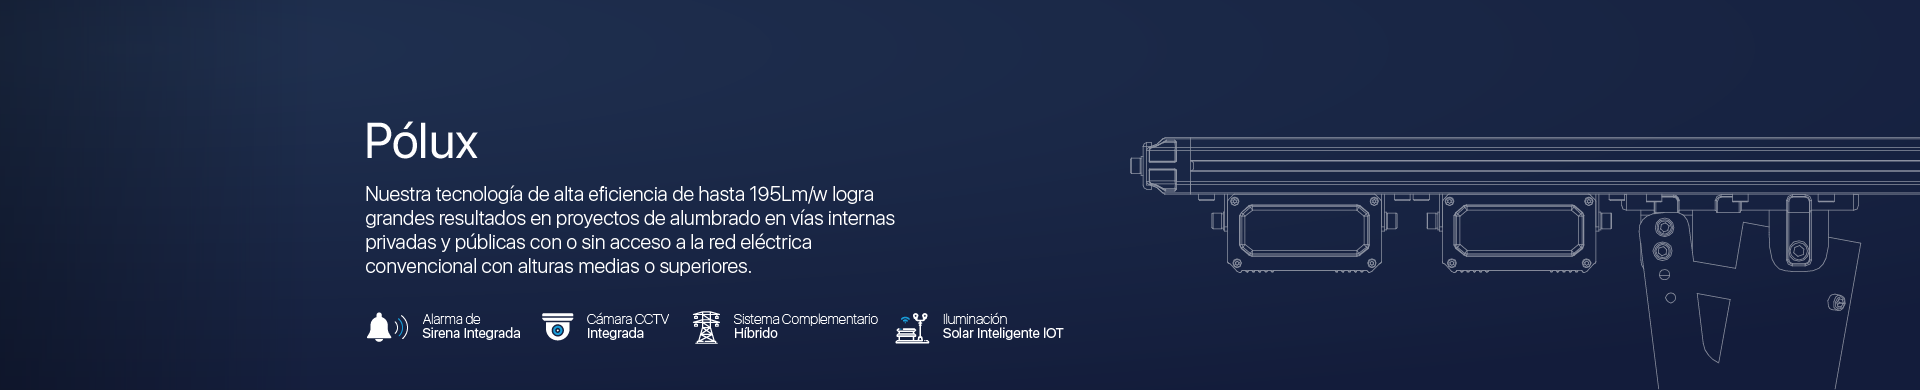 Pólux
Nuestra tecnología de alta eficiencia de hasta 195Lm/w logra
grandes resultados en proyectos de alumbrado en vías internas
privadas y públicas con o sin acceso a la red eléctrica
convencional con alturas medias o superiores.
Alarma de
Sirena Integrada
Cámara CCTV
Integrada
Sistema Complementario
Híbrido
Iluminación
Solar Inteligente IOT